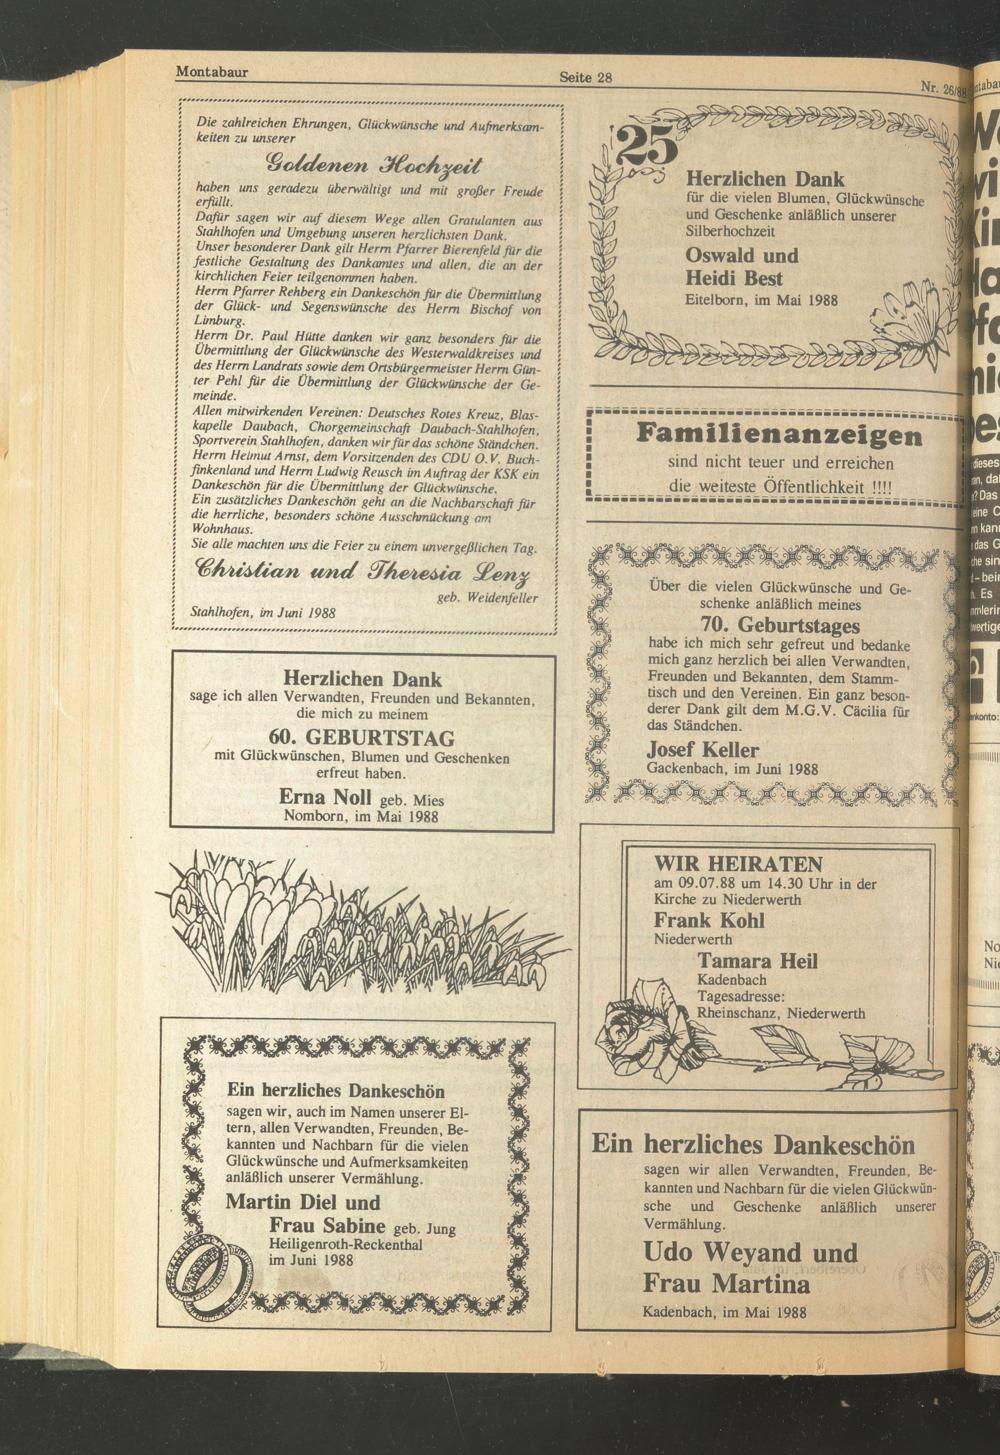 Montabaur
Seite 28
Nr. 26/88
Die zahlreichen Ehrungen, Glückwünsche und Aufmerksam-
keiten zu unserer
Goldenen Hochzeit
haben uns geradezu überwältigt und mit großer Freude
erfüllt.
Dafür sagen wir auf diesem Wege allen Gratulanten aus
Stahlhofen und Umgebung unseren herzlichsten Dank.
Unser besonderer Dank gilt Herrn Pfarrer Bierenfeld für die
festliche Gestaltung des Dankamtes und allen, die an der
kirchlichen Feier teilgenommen haben.
Herrn Pfarrer Rehberg ein Dankeschön für die Übermittlung
der Glück- und Segenswünsche des Herrn Bischof von
Limburg.
Herrn Dr. Paul Hütte danken wir ganz besonders für die
Übermittlung der Glückwünsche des Westerwaldkreises und
des Herrn Landrats sowie dem Ortsbürgermeister Herrn Gün-
ter Pehl für die Übermittlung der Glückwünsche der Ge-
meinde.
Allen mitwirkenden Vereinen: Deutsches Rotes Kreuz, Blas-
kapelle Daubach, Chorgemeinschaft Daubach-Stahlhofen,
Sportverein Stahlhofen, danken wir für das schöne Ständchen.
Herrn Helmut Arnst, dem Vorsitzenden des CDU O.V. Buch-
finkenland und Herrn Ludwig Reusch im Auftrag der KSK ein
Dankeschön für die Übermittlung der Glückwünsche.
Ein zusätzliches Dankeschön geht an die Nachbarschaft für
die herrliche, besonders schöne Ausschmückung am
Wohnhaus.
Sie alle machten uns die Feier zu einem unvergeßlichen Tag.
Christian und Theresia Lenz
geb. Weidenfeller
Stahlhofen, im Juni 1988
Herzlichen Dank
sage ich allen Verwandten, Freunden und Bekannten,
die mich zu meinem
60. GEBURTSTAG
mit Glückwünschen, Blumen und Geschenken
erfreut haben.
Erna Noll geb. Mies
Nomborn, im Mai 1988
Ein herzliches Dankeschön
sagen wir, auch im Namen unserer El-
tern, allen Verwandten, Freunden, Be-
kannten und Nachbarn für die vielen
Glückwünsche und Aufmerksamkeiten
anläßlich unserer Vermählung.
Martin Diel und
Frau Sabine geb. Jung
Heiligenroth-Reckenthal
im Juni 1988
25
Herzlichen Dank
für die vielen Blumen, Glückwünsche
und Geschenke anläßlich unserer
Silberhochzeit
Oswald und
Heidi Best
Eitelborn, im Mai 1988
Familienanzeigen
sind nicht teuer und erreichen
die weiteste Öffentlichkeit !!!!
Über die vielen Glückwünsche und Ge-
schenke anläßlich meines
70. Geburtstages
habe ich mich sehr gefreut und bedanke
mich ganz herzlich bei allen Verwandten,
Freunden und Bekannten, dem Stamm-
tisch und den Vereinen. Ein ganz beson-
derer Dank gilt dem M.G.V. Cäcilia für
das Ständchen.
Josef Keller
Gackenbach, im Juni 1988
WIR HEIRATEN
am 09.07.88 um 14.30 Uhr in der
Kirche zu Niederwerth
Frank Kohl
Niederwerth
Tamara Heil
Kadenbach
Tagesadresse:
Rheinschanz, Niederwerth
Ein herzliches Dankeschön
sagen wir allen Verwandten, Freunden, Be-
kannten und Nachbarn für die vielen Glückwün-
sche und Geschenke anläßlich unserer
Vermählung.
Udo Weyand und
Frau Martina
Kadenbach, im Mai 1988